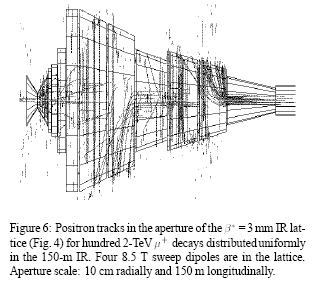 Figure 6: Positron tracks in the aperture of the β* = 3 mm IR lat-
tice (Fig. 4) for hundred 2-TeV μ+ decays distributed uniformly
in the 150-m IR. Four 8.5 T sweep dipoles are in the lattice.
Aperture scale: 10 cm radially and 150 m longitudinally.